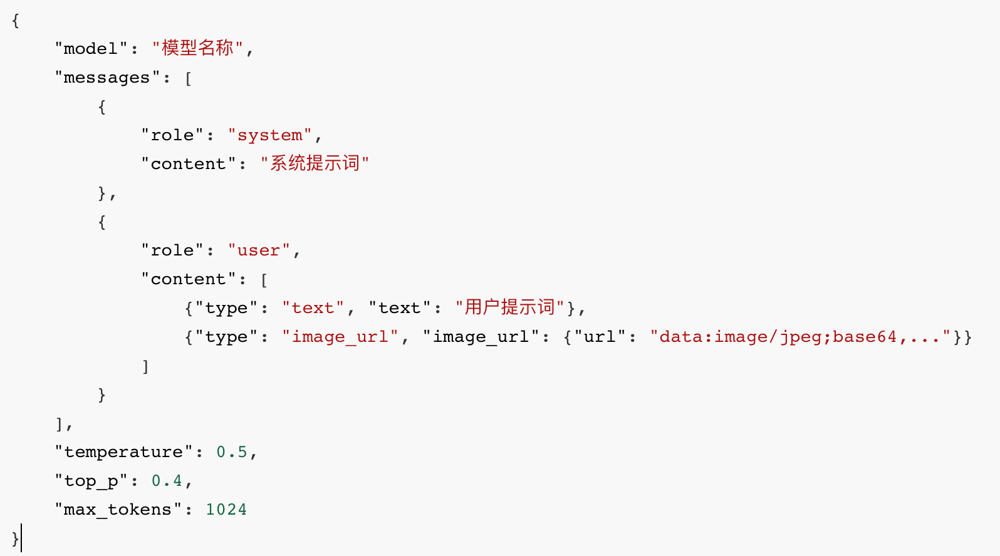 {
    "model": "模型名称",
    "messages": [
        {
            "role": "system",
            "content": "系统提示词"
        },
        {
            "role": "user",
            "content": [
                {"type": "text", "text": "用户提示词"},
                {"type": "image_url", "image_url": {"url": "data:image/jpeg;base64,..."}}
            ]
        }
    ],
    "temperature": 0.5,
    "top_p": 0.4,
    "max_tokens": 1024
}